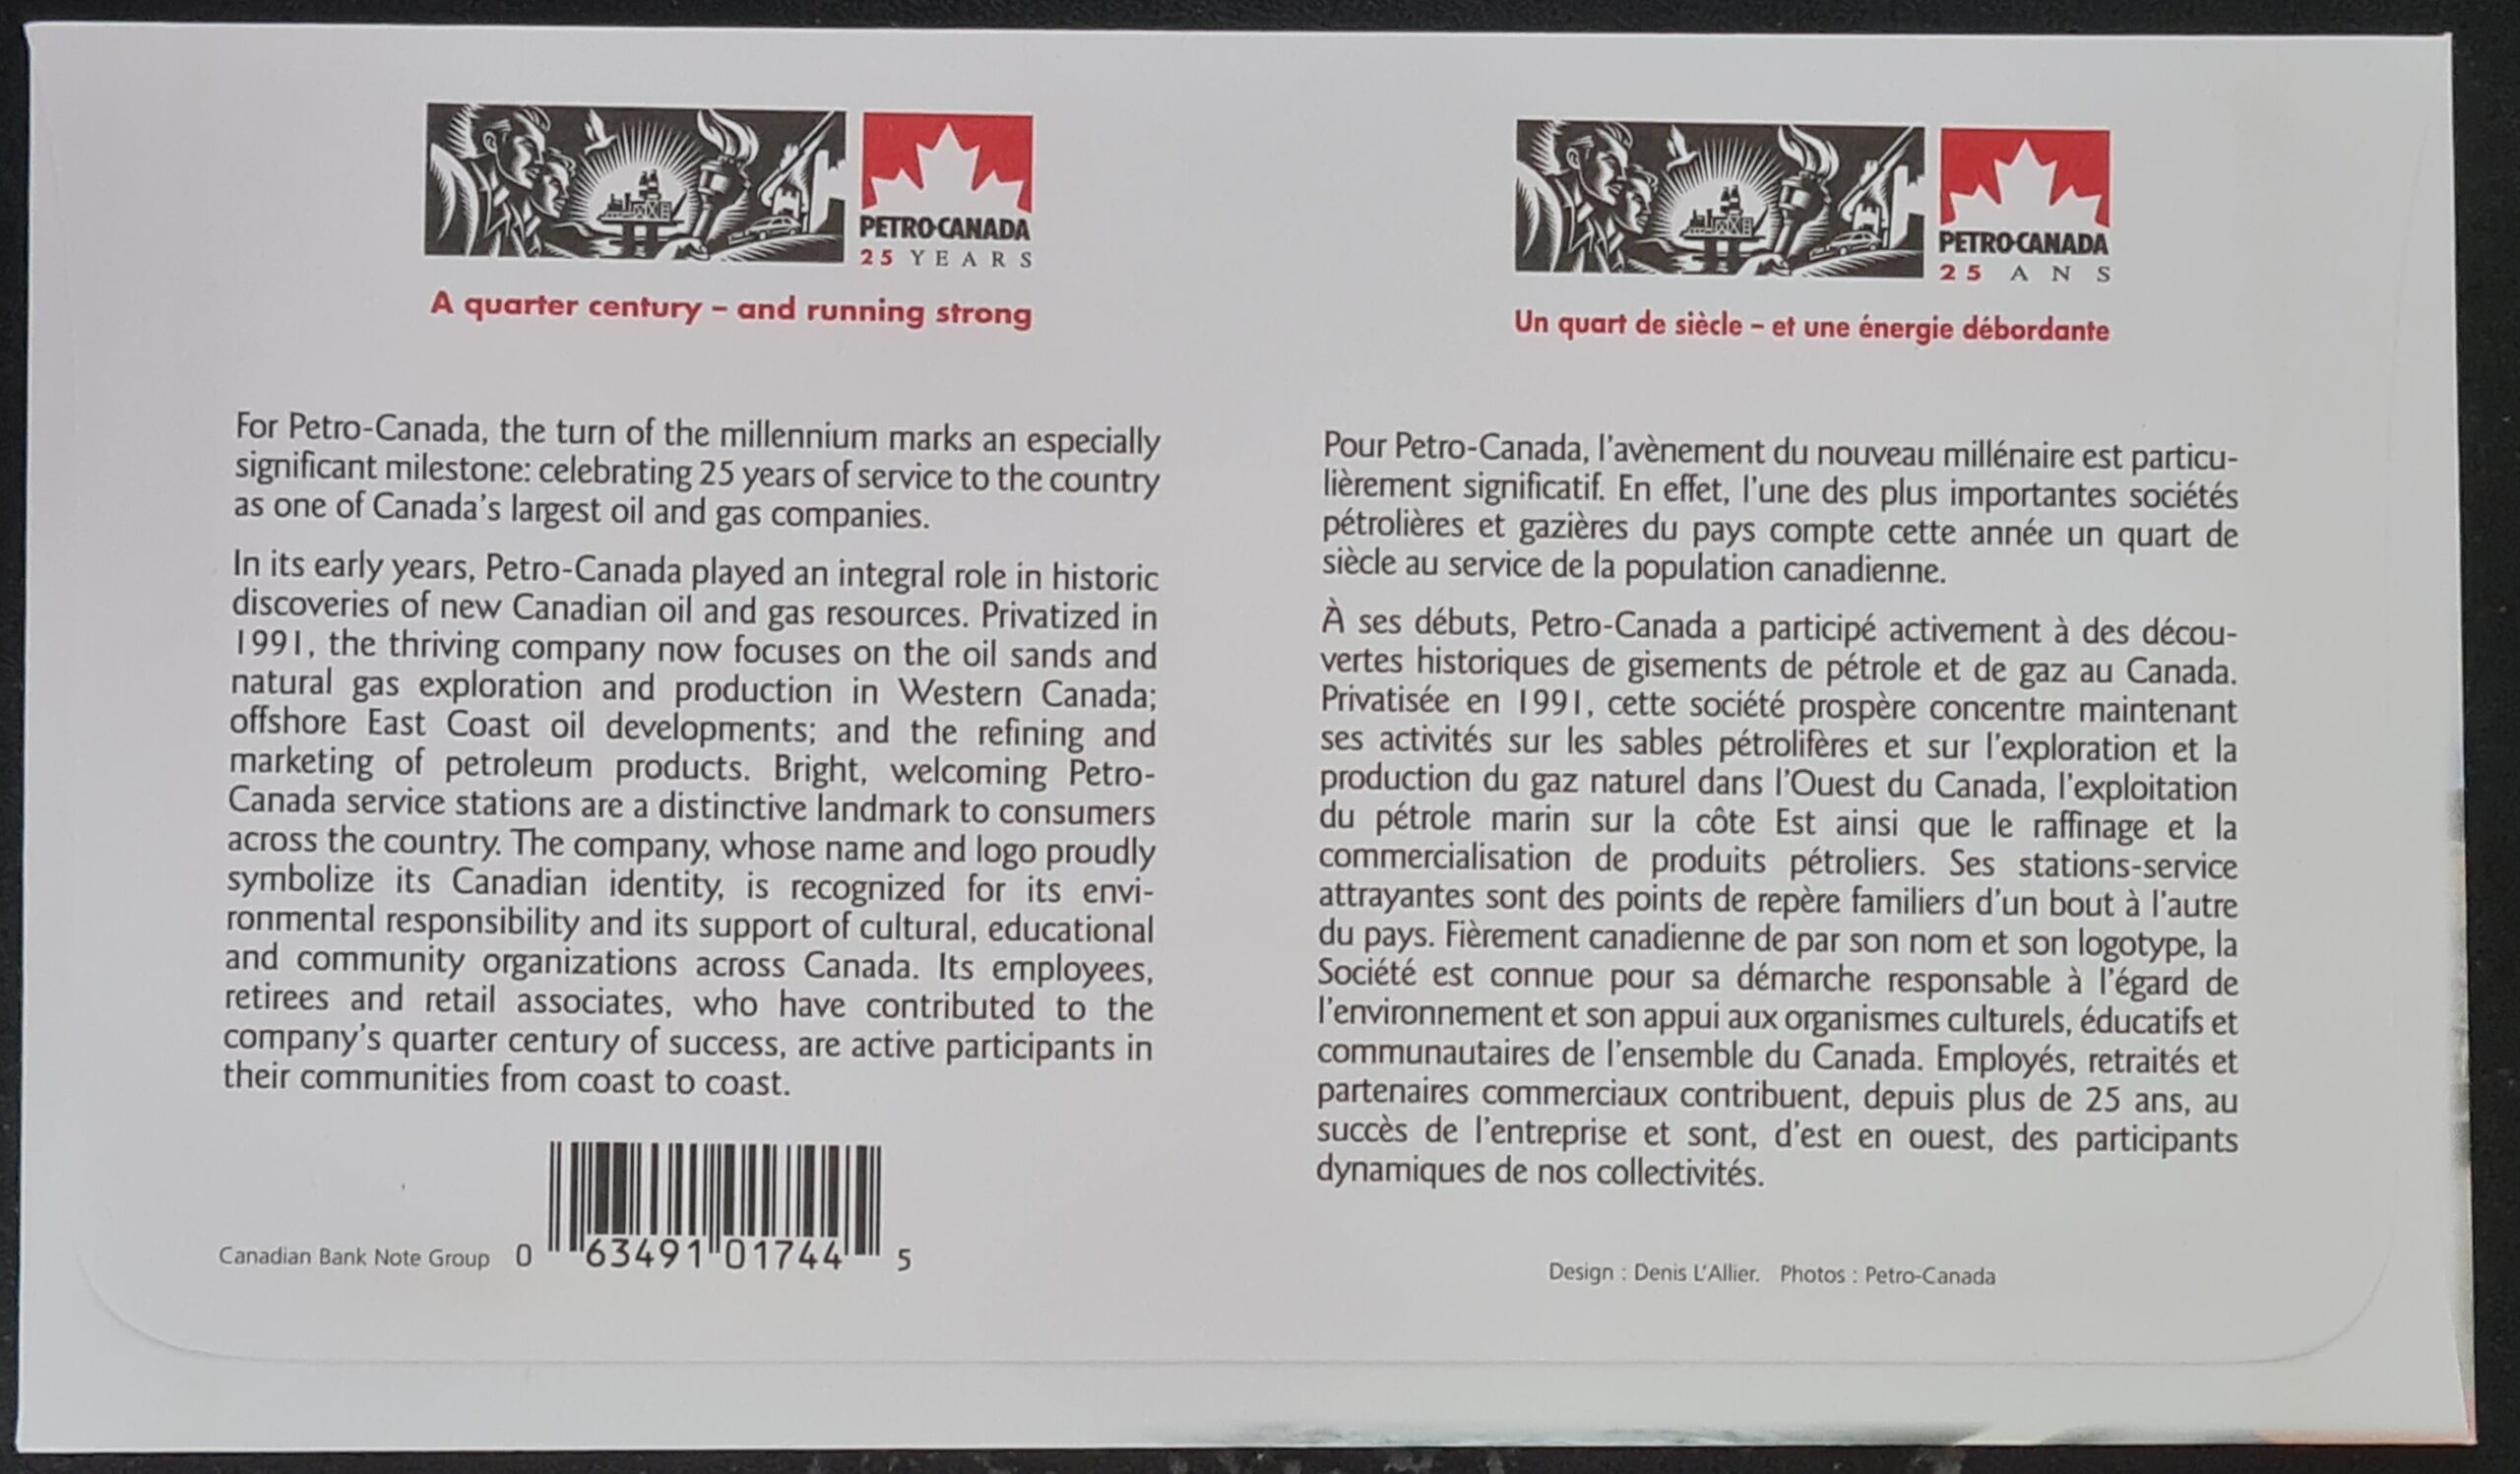 PETRO-CANADA
25 YEARS
A quarter century – and running strong
For Petro-Canada, the turn of the millennium marks an especially
significant milestone: celebrating 25 years of service to the country
as one of Canada's largest oil and gas companies.
In its early years, Petro-Canada played an integral role in historic
discoveries of new Canadian oil and gas resources. Privatized in
1991, the thriving company now focuses on the oil sands and
natural gas exploration and production in Western Canada;
offshore East Coast oil developments; and the refining and
marketing of petroleum products. Bright, welcoming Petro-
Canada service stations are a distinctive landmark to consumers
across the country. The company, whose name and logo proudly
symbolize its Canadian identity, is recognized for its envi-
ronmental responsibility and its support of cultural, educational
and community organizations across Canada. Its employees,
retirees and retail associates, who have contributed to the
company's quarter century of success, are active participants in
their communities from coast to coast.
Canadian Bank Note Group 0 63491 01744 5
PETRO-CANADA
25 ANS
Un quart de siècle – et une énergie débordante
Pour Petro-Canada, l'avènement du nouveau millénaire est particu-
lièrement significatif. En effet, l'une des plus importantes sociétés
pétrolières et gazières du pays compte cette année un quart de
siècle au service de la population canadienne.
À ses débuts, Petro-Canada a participé activement à des décou-
vertes historiques de gisements de pétrole et de gaz au Canada.
Privatisée en 1991, cette société prospère concentre maintenant
ses activités sur les sables pétrolifères et sur l'exploration et la
production du gaz naturel dans l'Ouest du Canada, l'exploitation
du pétrole marin sur la côte Est ainsi que le raffinage et la
commercialisation de produits pétroliers. Ses stations-service
attrayantes sont des points de repère familiers d'un bout à l'autre
du pays. Fièrement canadienne de par son nom et son logotype, la
Société est connue pour sa démarche responsable à l'égard de
l'environnement et son appui aux organismes culturels, éducatifs et
communautaires de l'ensemble du Canada. Employés, retraités et
partenaires commerciaux contribuent, depuis plus de 25 ans, au
succès de l'entreprise et sont, d'est en ouest, des participants
dynamiques de nos collectivités.
Design : Denis L'Allier. Photos : Petro-Canada